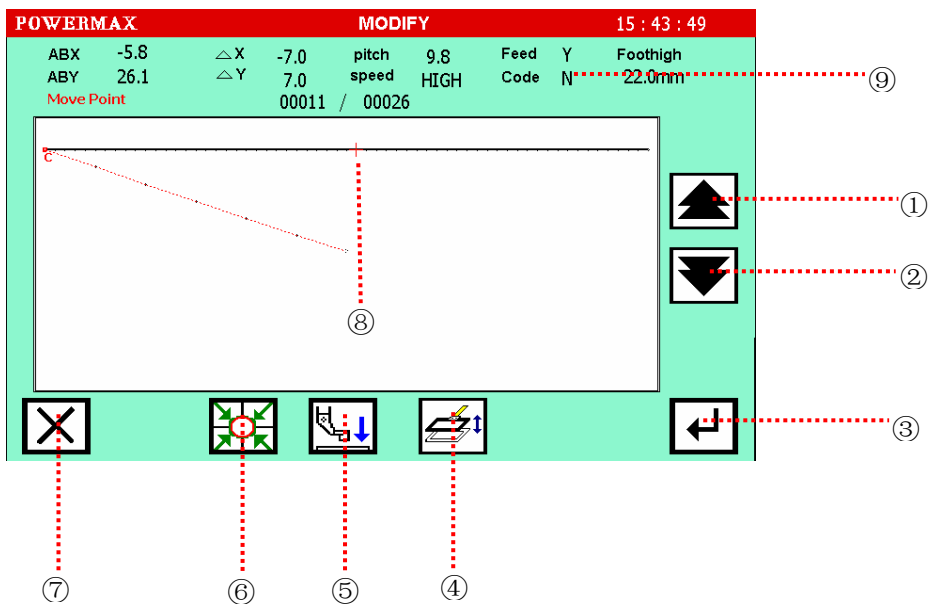 POWERMAX MODIFY 15:43:49
ABX -5.8 △X -7.0 pitch 9.8 Feed Y Foothigh
ABY 26.1 △Y 7.0 speed HIGH Code N 22.0mm
⑨
Move Point 00011 / 00026
C
①
②
⑧
③
⑦ ⑥ ⑤ ④